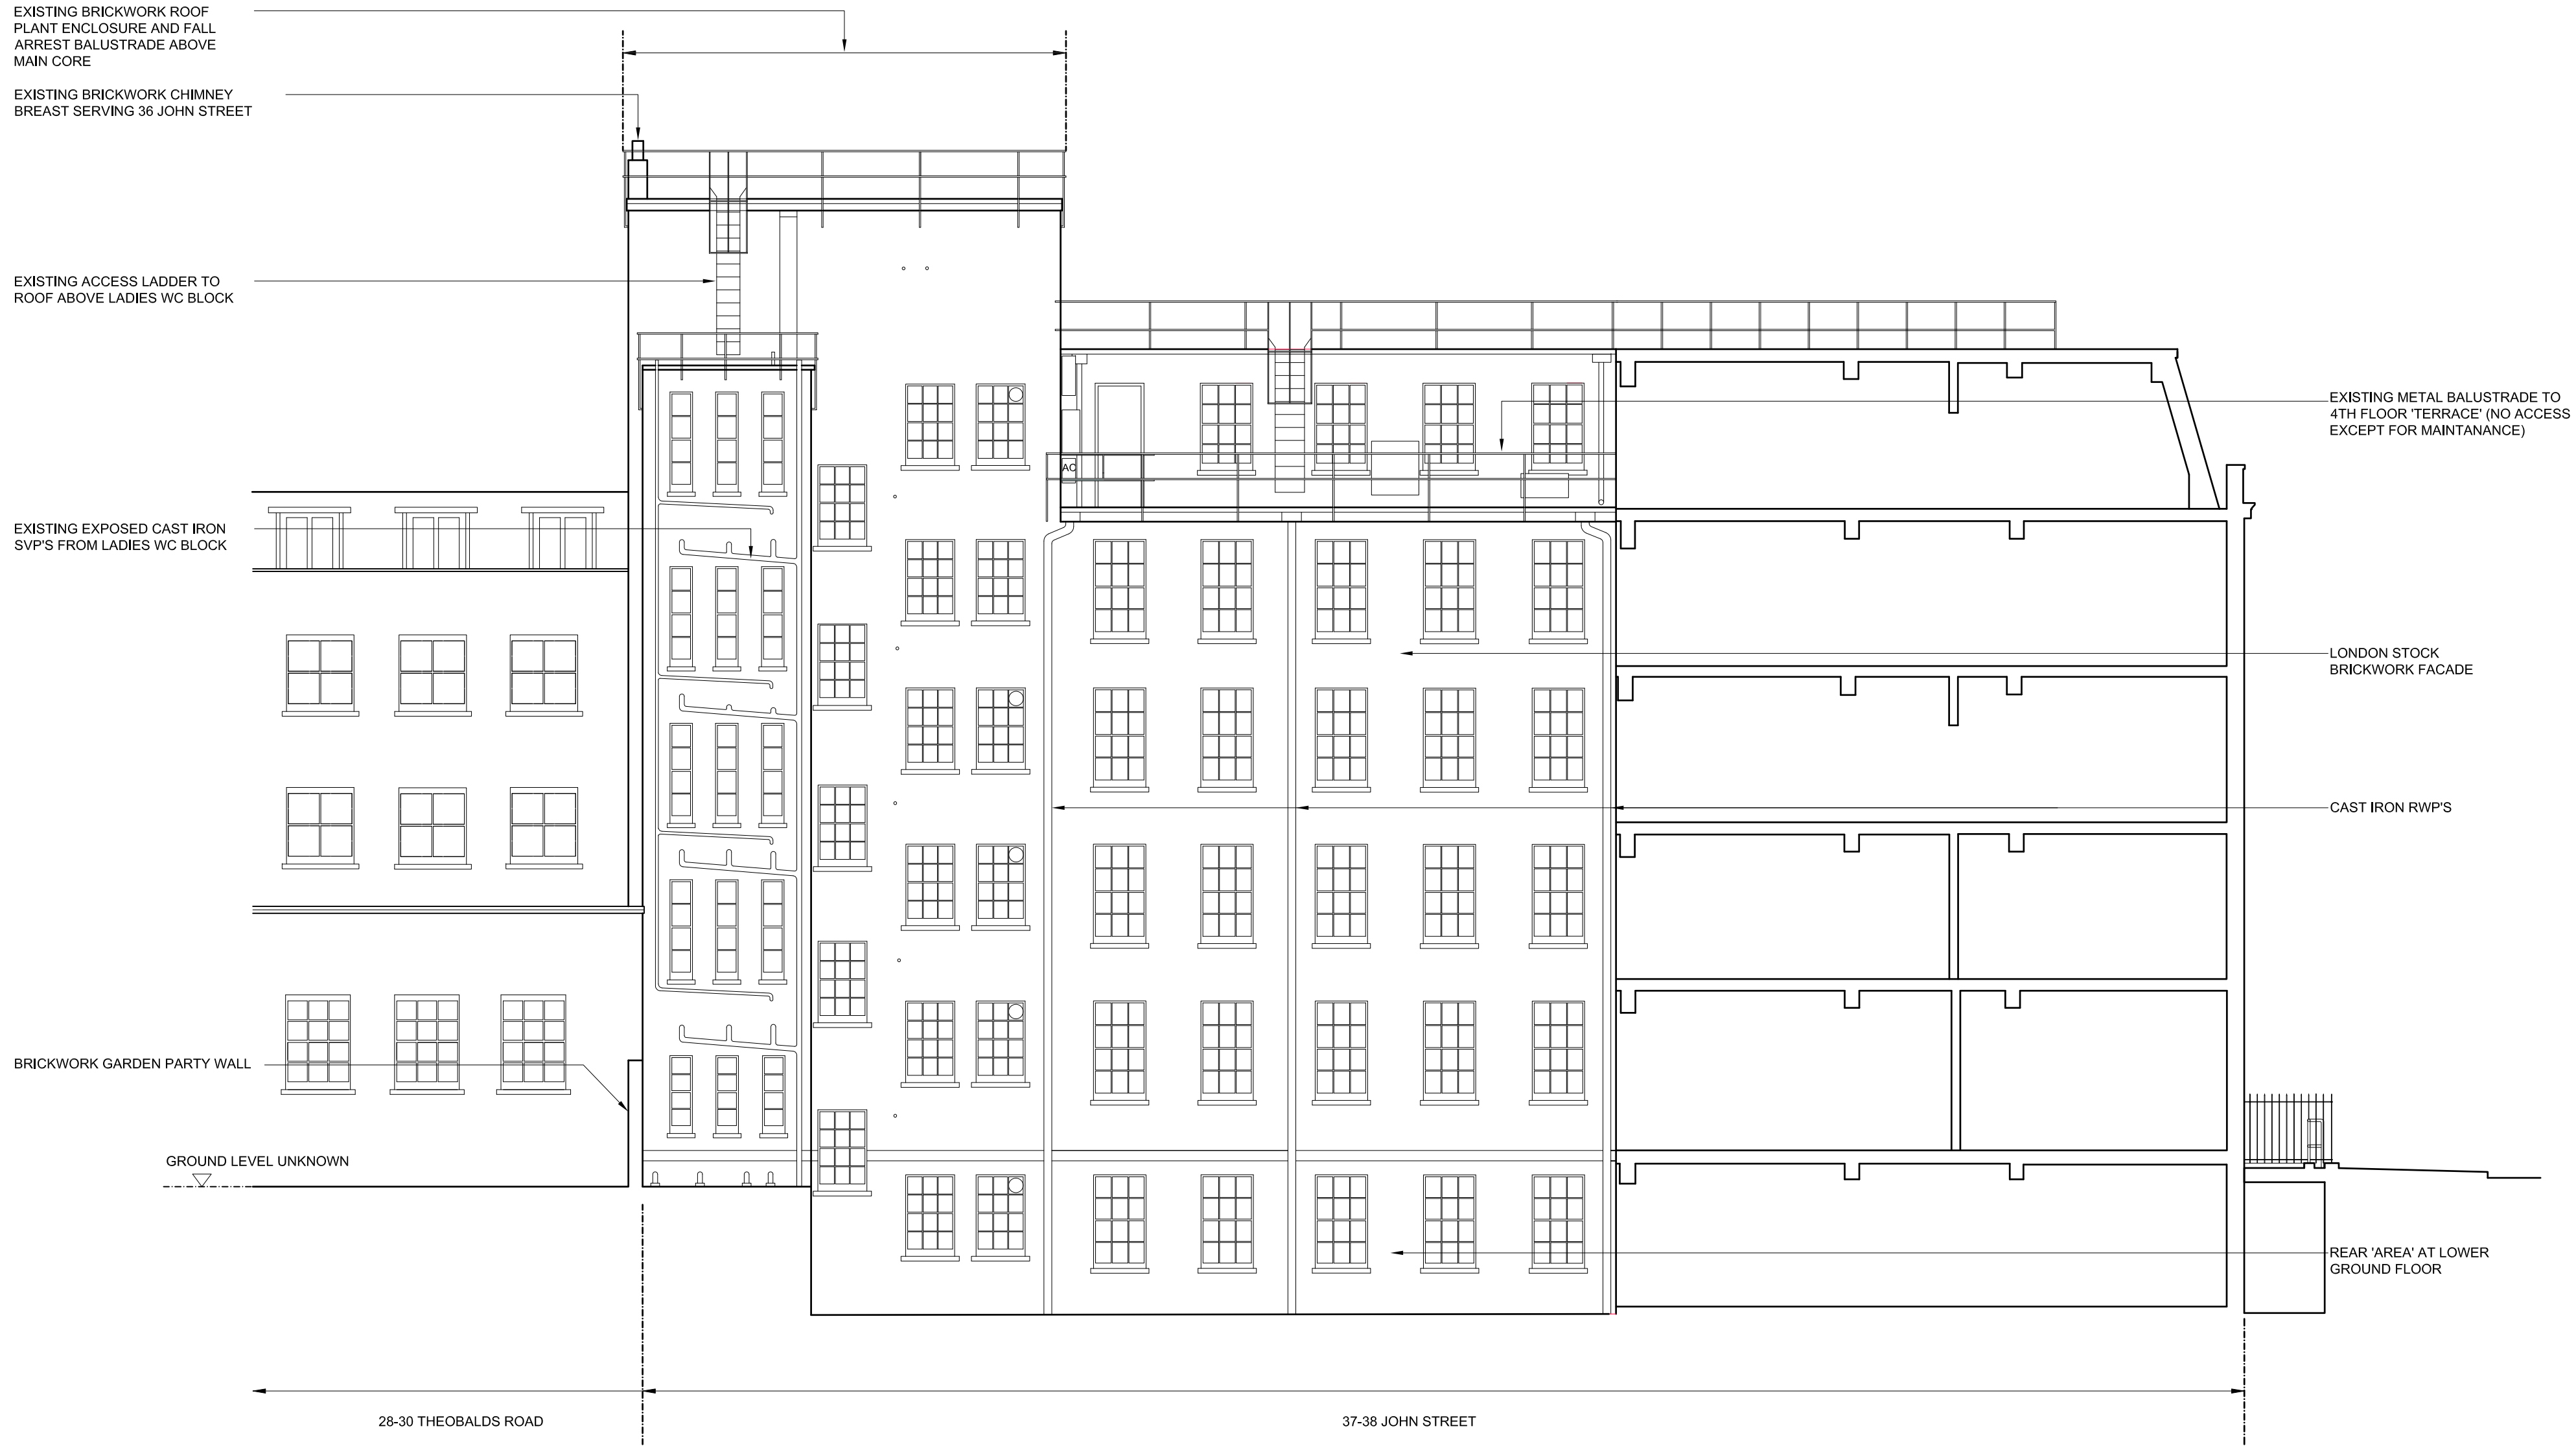 EXISTING BRICKWORK ROOF
PLANT ENCLOSURE AND FALL
ARREST BALUSTRADE ABOVE
MAIN CORE
EXISTING BRICKWORK CHIMNEY
BREAST SERVING 36 JOHN STREET
EXISTING ACCESS LADDER TO
ROOF ABOVE LADIES WC BLOCK
EXISTING EXPOSED CAST IRON
SVP'S FROM LADIES WC BLOCK
BRICKWORK GARDEN PARTY WALL
GROUND LEVEL UNKNOWN
AC
EXISTING METAL BALUSTRADE TO
4TH FLOOR 'TERRACE' (NO ACCESS
EXCEPT FOR MAINTANANCE)
LONDON STOCK
BRICKWORK FACADE
CAST IRON RWP'S
REAR 'AREA' AT LOWER
GROUND FLOOR
28-30 THEOBALDS ROAD
37-38 JOHN STREET